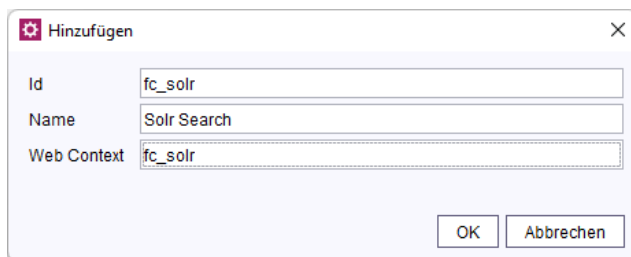 Hinzufügen
Id fc_solr
Name Solr Search
Web Context fc_solr
OK Abbrechen